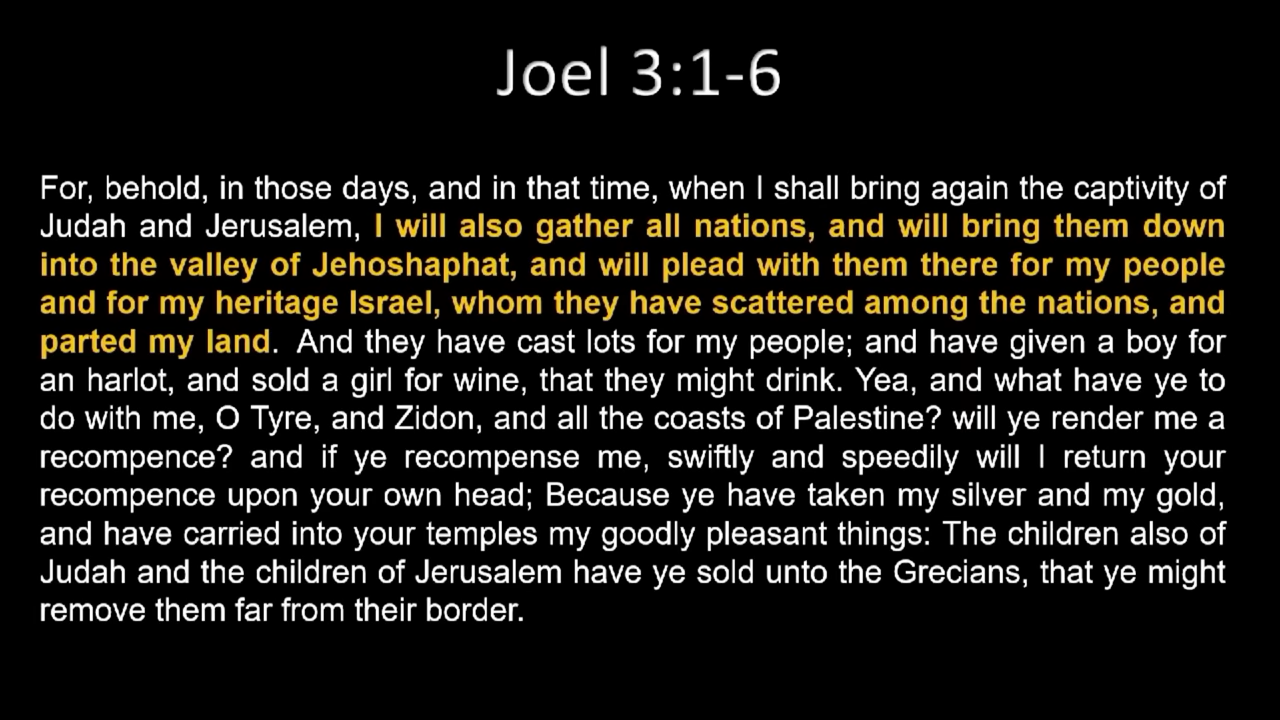 Joel 3:1-6
For, behold, in those days, and in that time, when I shall bring again the captivity of
Judah and Jerusalem, I will also gather all nations, and will bring them down
into the valley of Jehoshaphat, and will plead with them there for my people
and for my heritage Israel, whom they have scattered among the nations, and
parted my land. And they have cast lots for my people; and have given a boy for
an harlot, and sold a girl for wine, that they might drink. Yea, and what have ye to
do with me, O Tyre, and Zidon, and all the coasts of Palestine? will ye render me a
recompence? and if ye recompense me, swiftly and speedily will I return your
recompence upon your own head; Because ye have taken my silver and my gold,
and have carried into your temples my goodly pleasant things: The children also of
Judah and the children of Jerusalem have ye sold unto the Grecians, that ye might
remove them far from their border.